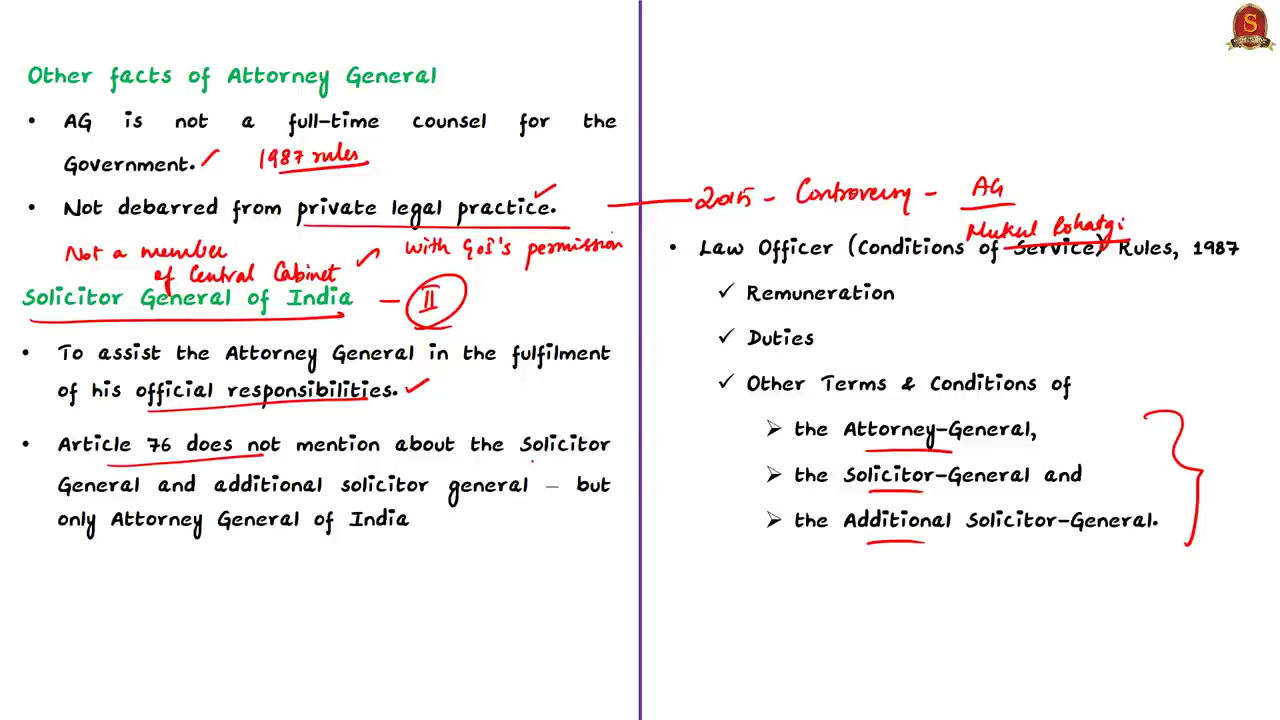 Other facts of Attorney General
• AG is not a full-time counsel for the
Government. ✓ 1987 rules
• Not debarred from private legal practice.
Not a member
of Central Cabinet ✓ with GoI's permission
Solicitor General of India – II
• To assist the Attorney General in the fulfilment
of his official responsibilities. ✓
• Article 76 does not mention about the Solicitor
General and additional solicitor general – but
only Attorney General of India
S
2015 - Controversy - AG
Mukul Rohatgi
• Law Officer (Conditions of Service) Rules, 1987
✓ Remuneration
✓ Duties
✓ Other Terms & Conditions of
➢ the Attorney-General,
➢ the Solicitor-General and
➢ the Additional Solicitor-General.